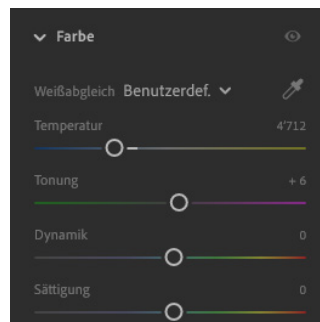 Farbe
Weißabgleich Benutzerdef.
Temperatur 4'712
Tonung + 6
Dynamik 0
Sättigung 0